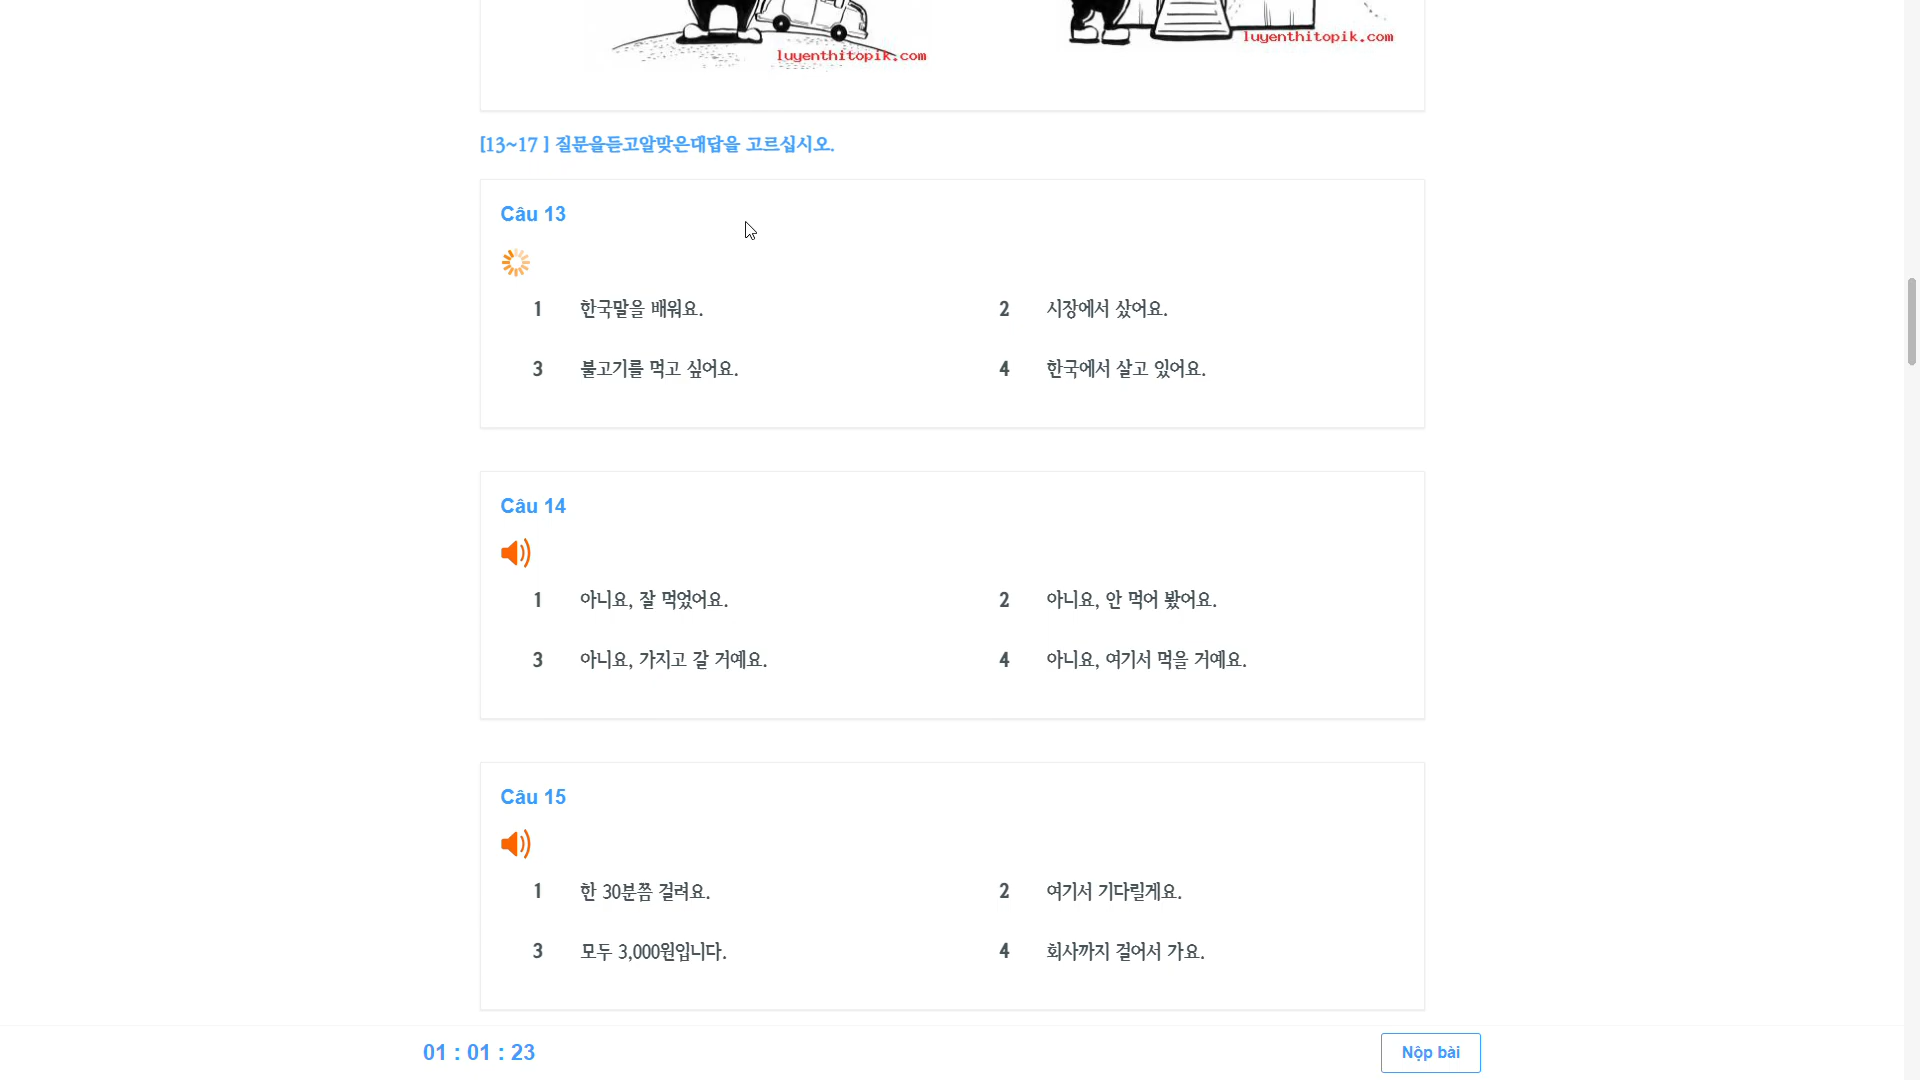 luyenthitopik.com
luyenthitopik.com
[13~17 ] 질문을듣고알맞은대답을 고르십시오.
Câu 13
1 한국말을 배워요.
2 시장에서 샀어요.
3 불고기를 먹고 싶어요.
4 한국에서 살고 있어요.
Câu 14
1 아니요, 잘 먹었어요.
2 아니요, 안 먹어 봤어요.
3 아니요, 가지고 갈 거예요.
4 아니요, 여기서 먹을 거예요.
Câu 15
1 한 30분쯤 걸려요.
2 여기서 기다릴게요.
3 모두 3,000원입니다.
4 회사까지 걸어서 가요.
01 : 01 : 23
Nộp bài